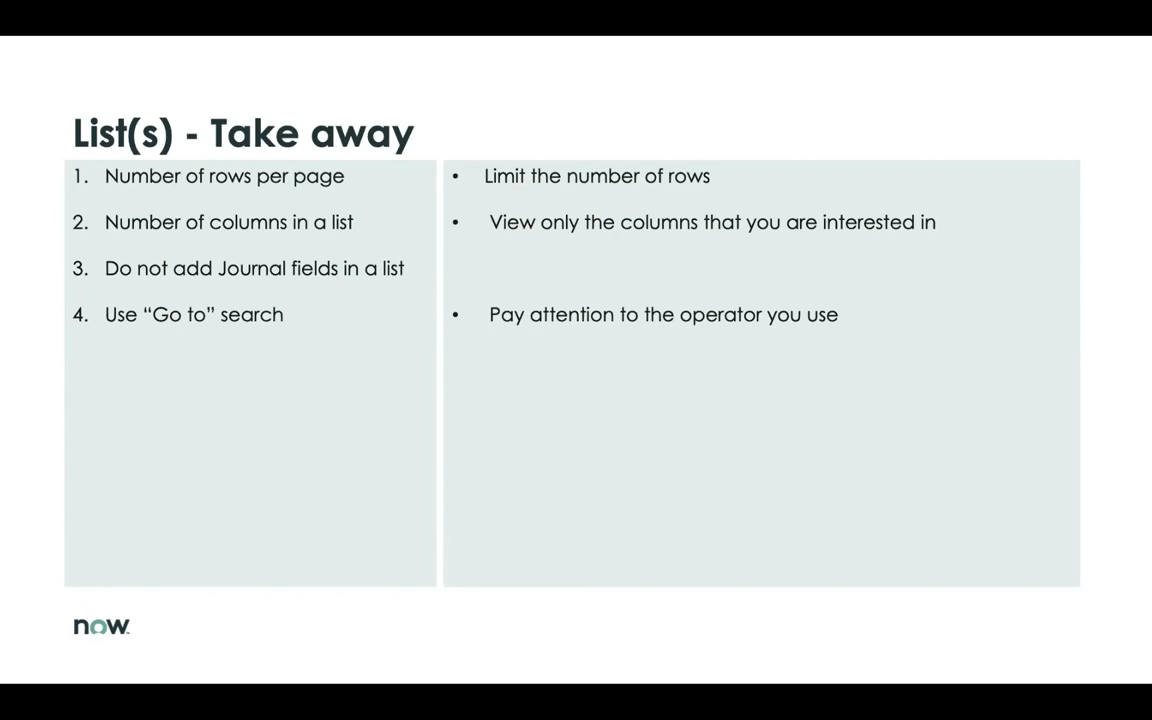 List(s) - Take away
1. Number of rows per page
2. Number of columns in a list
3. Do not add Journal fields in a list
4. Use “Go to” search
• Limit the number of rows
• View only the columns that you are interested in
• Pay attention to the operator you use
now.